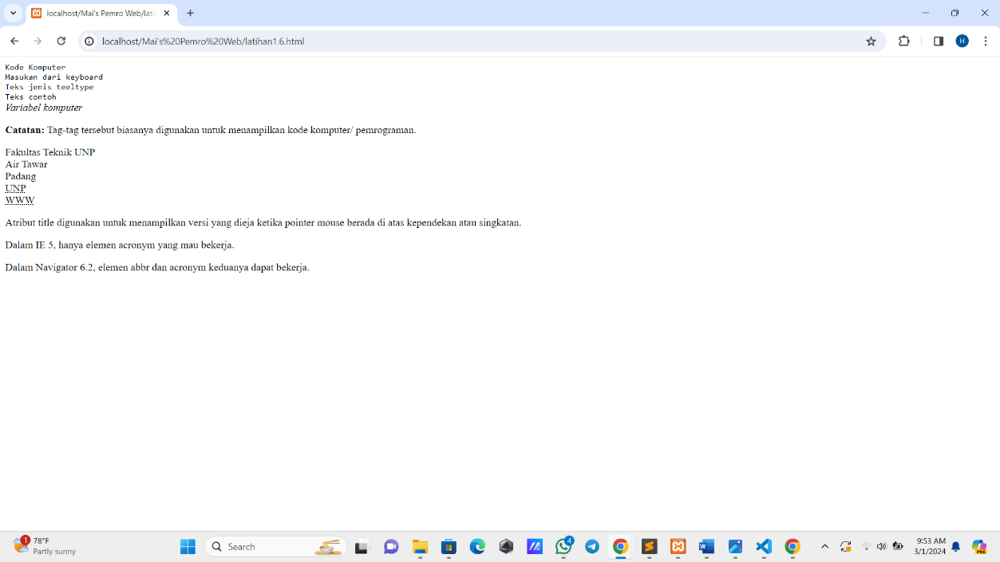 localhost/Mai's Pemro Web/lati
localhost/Mai's%20Pemro%20Web/latihan1.6.html
H
Kode Komputer
Masukan dari keyboard
Teks jenis teeltype
Teks contoh
Variabel komputer
Catatan: Tag-tag tersebut biasanya digunakan untuk menampilkan kode komputer/ pemrograman.
Fakultas Teknik UNP
Air Tawar
Padang
UNP
WWW
Atribut title digunakan untuk menampilkan versi yang dieja ketika pointer mouse berada di atas kependekan atau singkatan.
Dalam IE 5, hanya elemen acronym yang mau bekerja.
Dalam Navigator 6.2, elemen abbr dan acronym keduanya dapat bekerja.
1
78°F
Partly sunny
Search
4
9:53 AM
3/1/2024
PRE